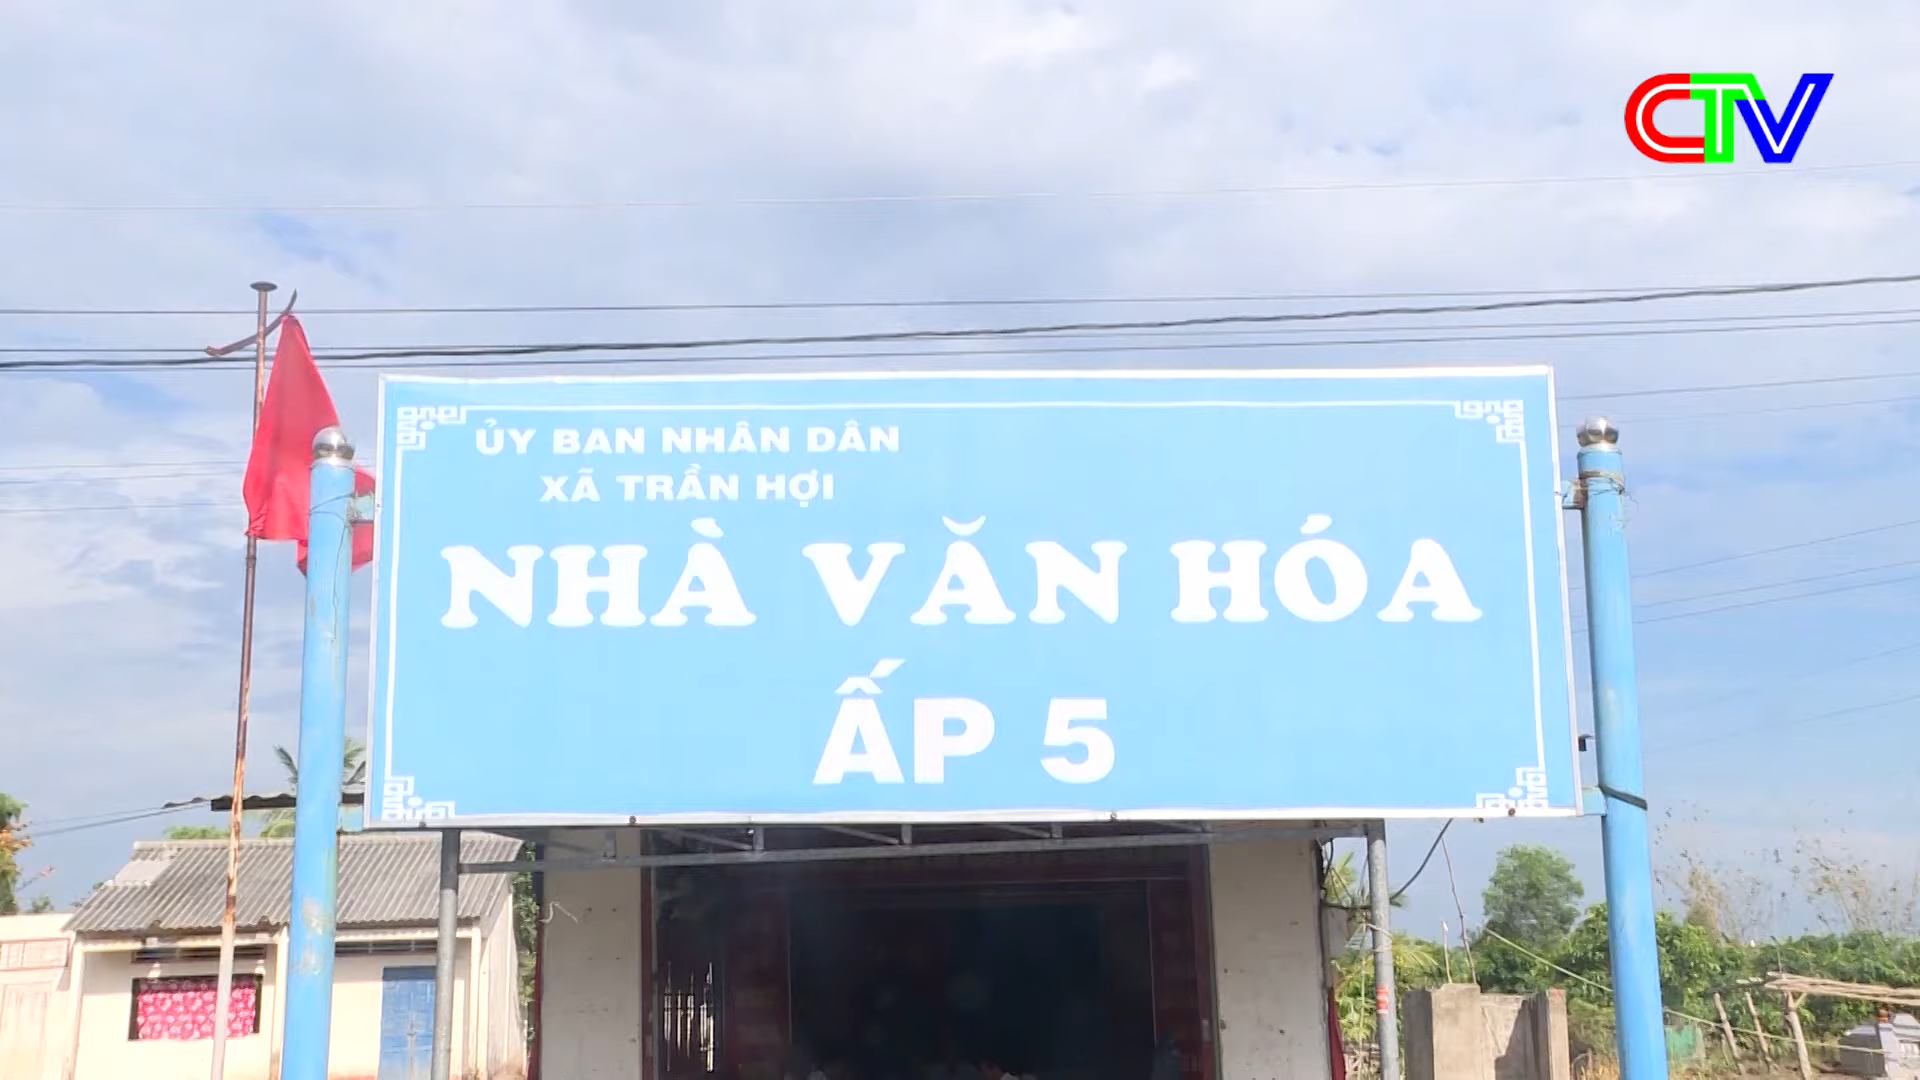 CTV
ỦY BAN NHÂN DÂN
XÃ TRẦN HỢI
NHÀ VĂN HÓA
ẤP 5